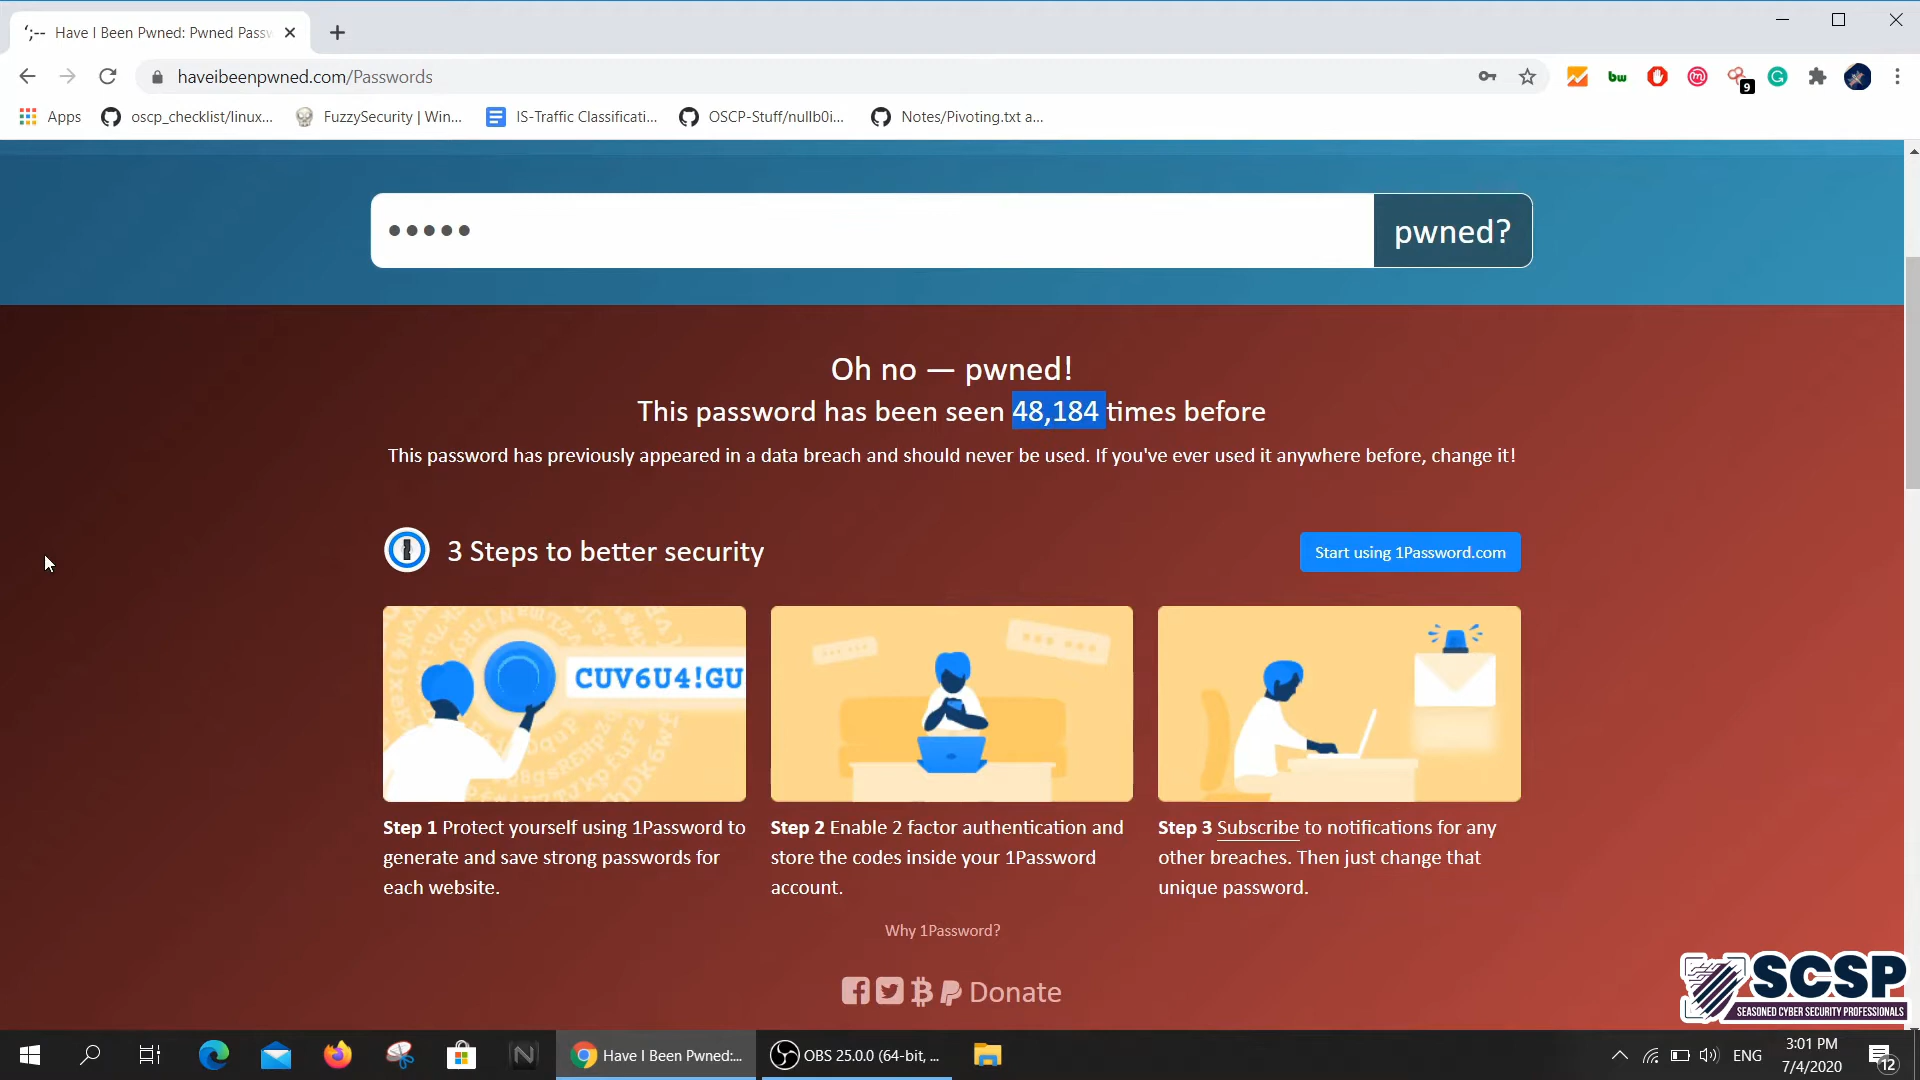 Have I Been Pwned: Pwned Passw
haveibeenpwned.com/Passwords
bw
9
Apps
oscp_checklist/linux...
FuzzySecurity | Win...
IS-Traffic Classificati...
OSCP-Stuff/nullb0i...
Notes/Pivoting.txt a...
•••••
pwned?
Oh no — pwned!
This password has been seen 48,184 times before
This password has previously appeared in a data breach and should never be used. If you've ever used it anywhere before, change it!
3 Steps to better security
Start using 1Password.com
CUV6U4!GU
Step 1 Protect yourself using 1Password to
generate and save strong passwords for
each website.
Step 2 Enable 2 factor authentication and
store the codes inside your 1Password
account.
Step 3 Subscribe to notifications for any
other breaches. Then just change that
unique password.
Why 1Password?
Donate
SCSP
SEASONED CYBER SECURITY PROFESSIONALS
Have I Been Pwned:...
OBS 25.0.0 (64-bit, ...
ENG
3:01 PM
7/4/2020
12